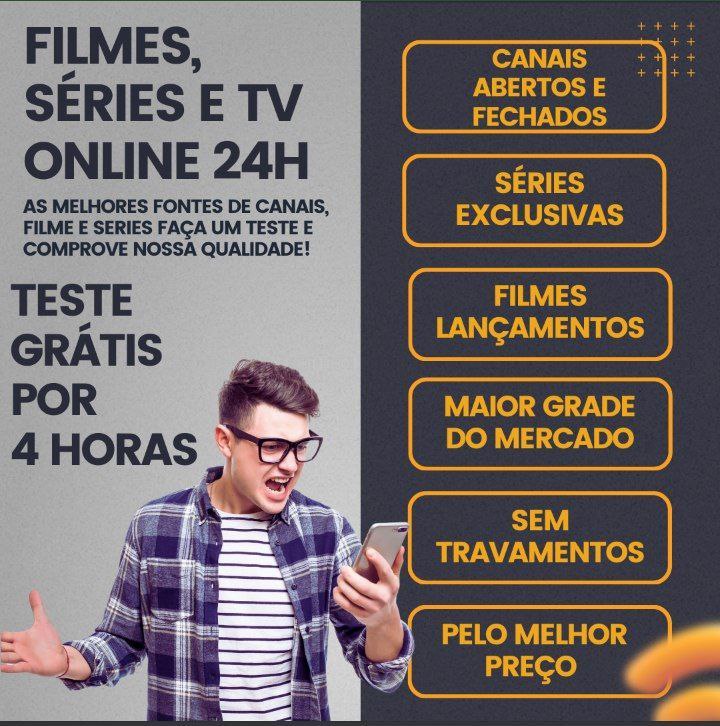 FILMES,
SÉRIES E TV
ONLINE 24H
AS MELHORES FONTES DE CANAIS,
FILME E SERIES FAÇA UM TESTE E
COMPROVE NOSSA QUALIDADE!
TESTE
GRÁTIS
POR
4 HORAS
CANAIS
ABERTOS E
FECHADOS
SÉRIES
EXCLUSIVAS
FILMES
LANÇAMENTOS
MAIOR GRADE
DO MERCADO
SEM
TRAVAMENTOS
PELO MELHOR
PREÇO